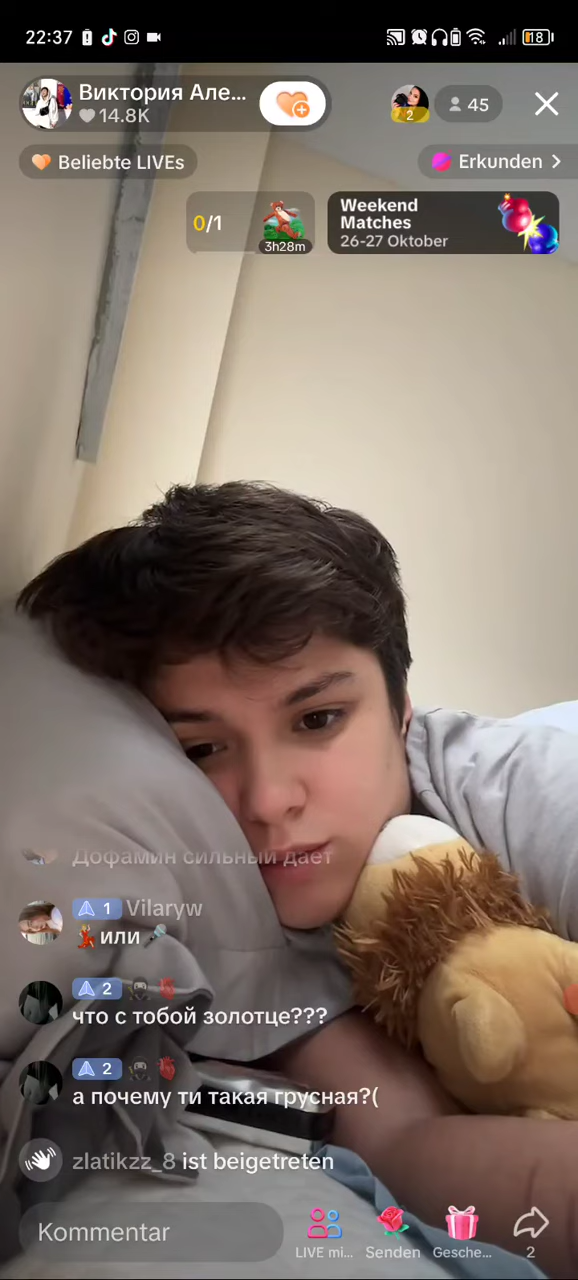 22:37
18
Виктория Але...
14.8K
2
45
Beliebte LIVEs
Erkunden
0/1
3h28m
Weekend
Matches
26-27 Oktober
Дофамин сильный даёт
1 Vilaryw
или
2
что с тобой золотце???
2
а почему ти такая грусная?(
zlatikzz_8 ist beigetreten
Kommentar
LIVE mi...
Senden
Gesche...
2